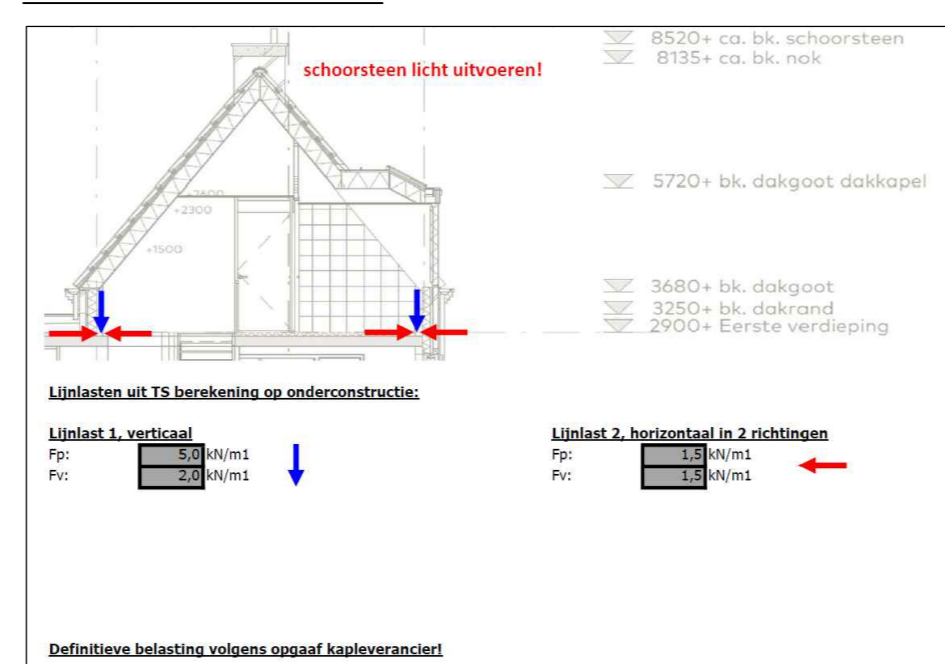 8520+ ca. bk. schoorsteen
8135+ ca. bk. nok
schoorsteen licht uitvoeren!
5720+ bk. dakgoot dakkapel
+2600
+2300
+1500
3680+ bk. dakgoot
3250+ bk. dakrand
2900+ Eerste verdieping
Lijnlasten uit TS berekening op onderconstructie:
Lijnlast 1, verticaal
Fp: 5,0 kN/m1
Fv: 2,0 kN/m1
Lijnlast 2, horizontaal in 2 richtingen
Fp: 1,5 kN/m1
Fv: 1,5 kN/m1
Definitieve belasting volgens opgaaf kapleverancier!